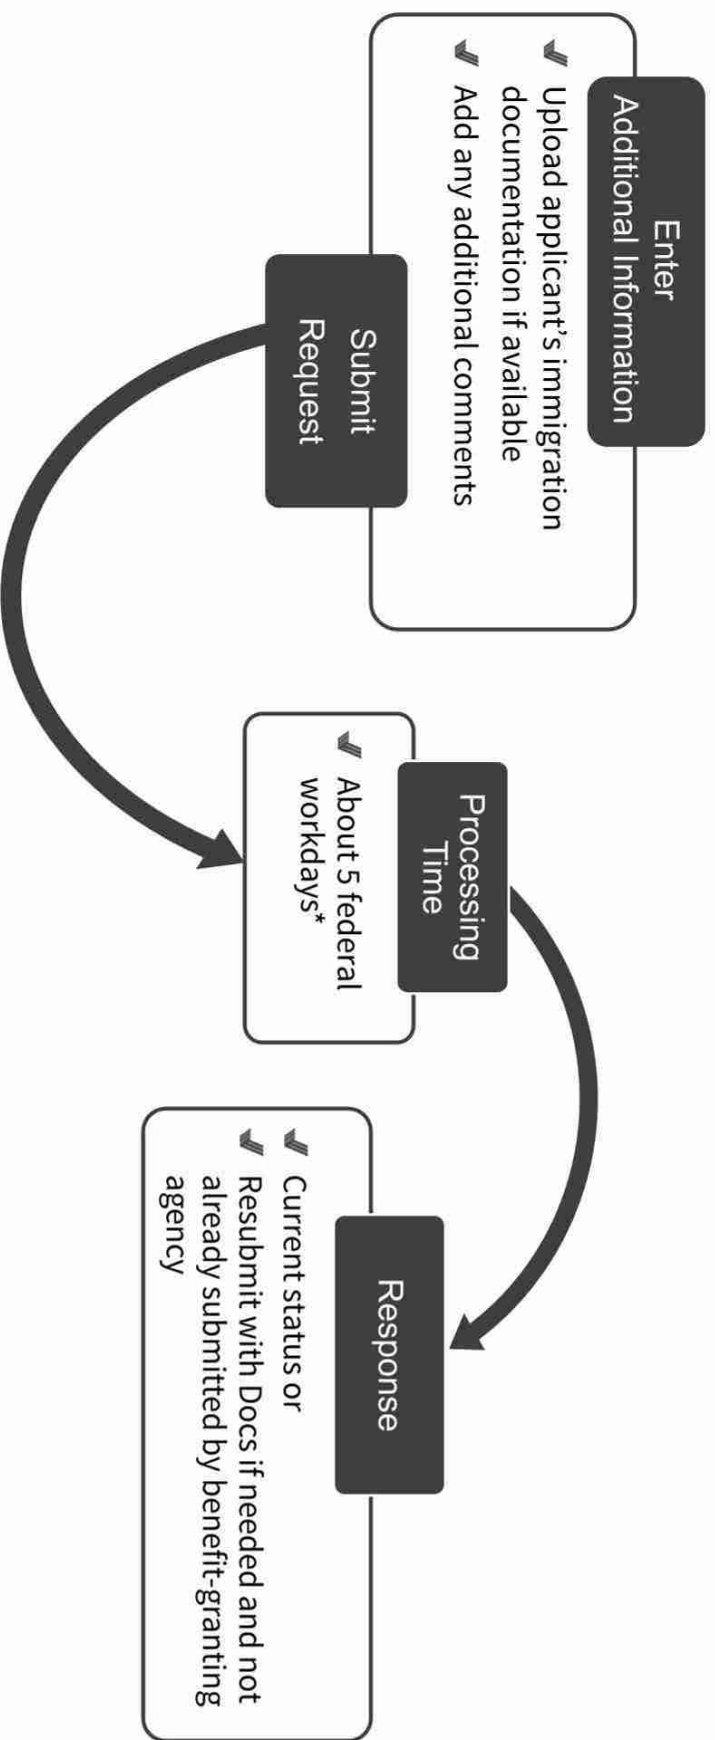 Enter
Additional Information
Upload applicant's immigration
documentation if available
Add any additional comments
Submit
Request
Processing
Time
About 5 federal
workdays*
Response
Current status or
Resubmit with Docs if needed and not
already submitted by benefit-granting
agency